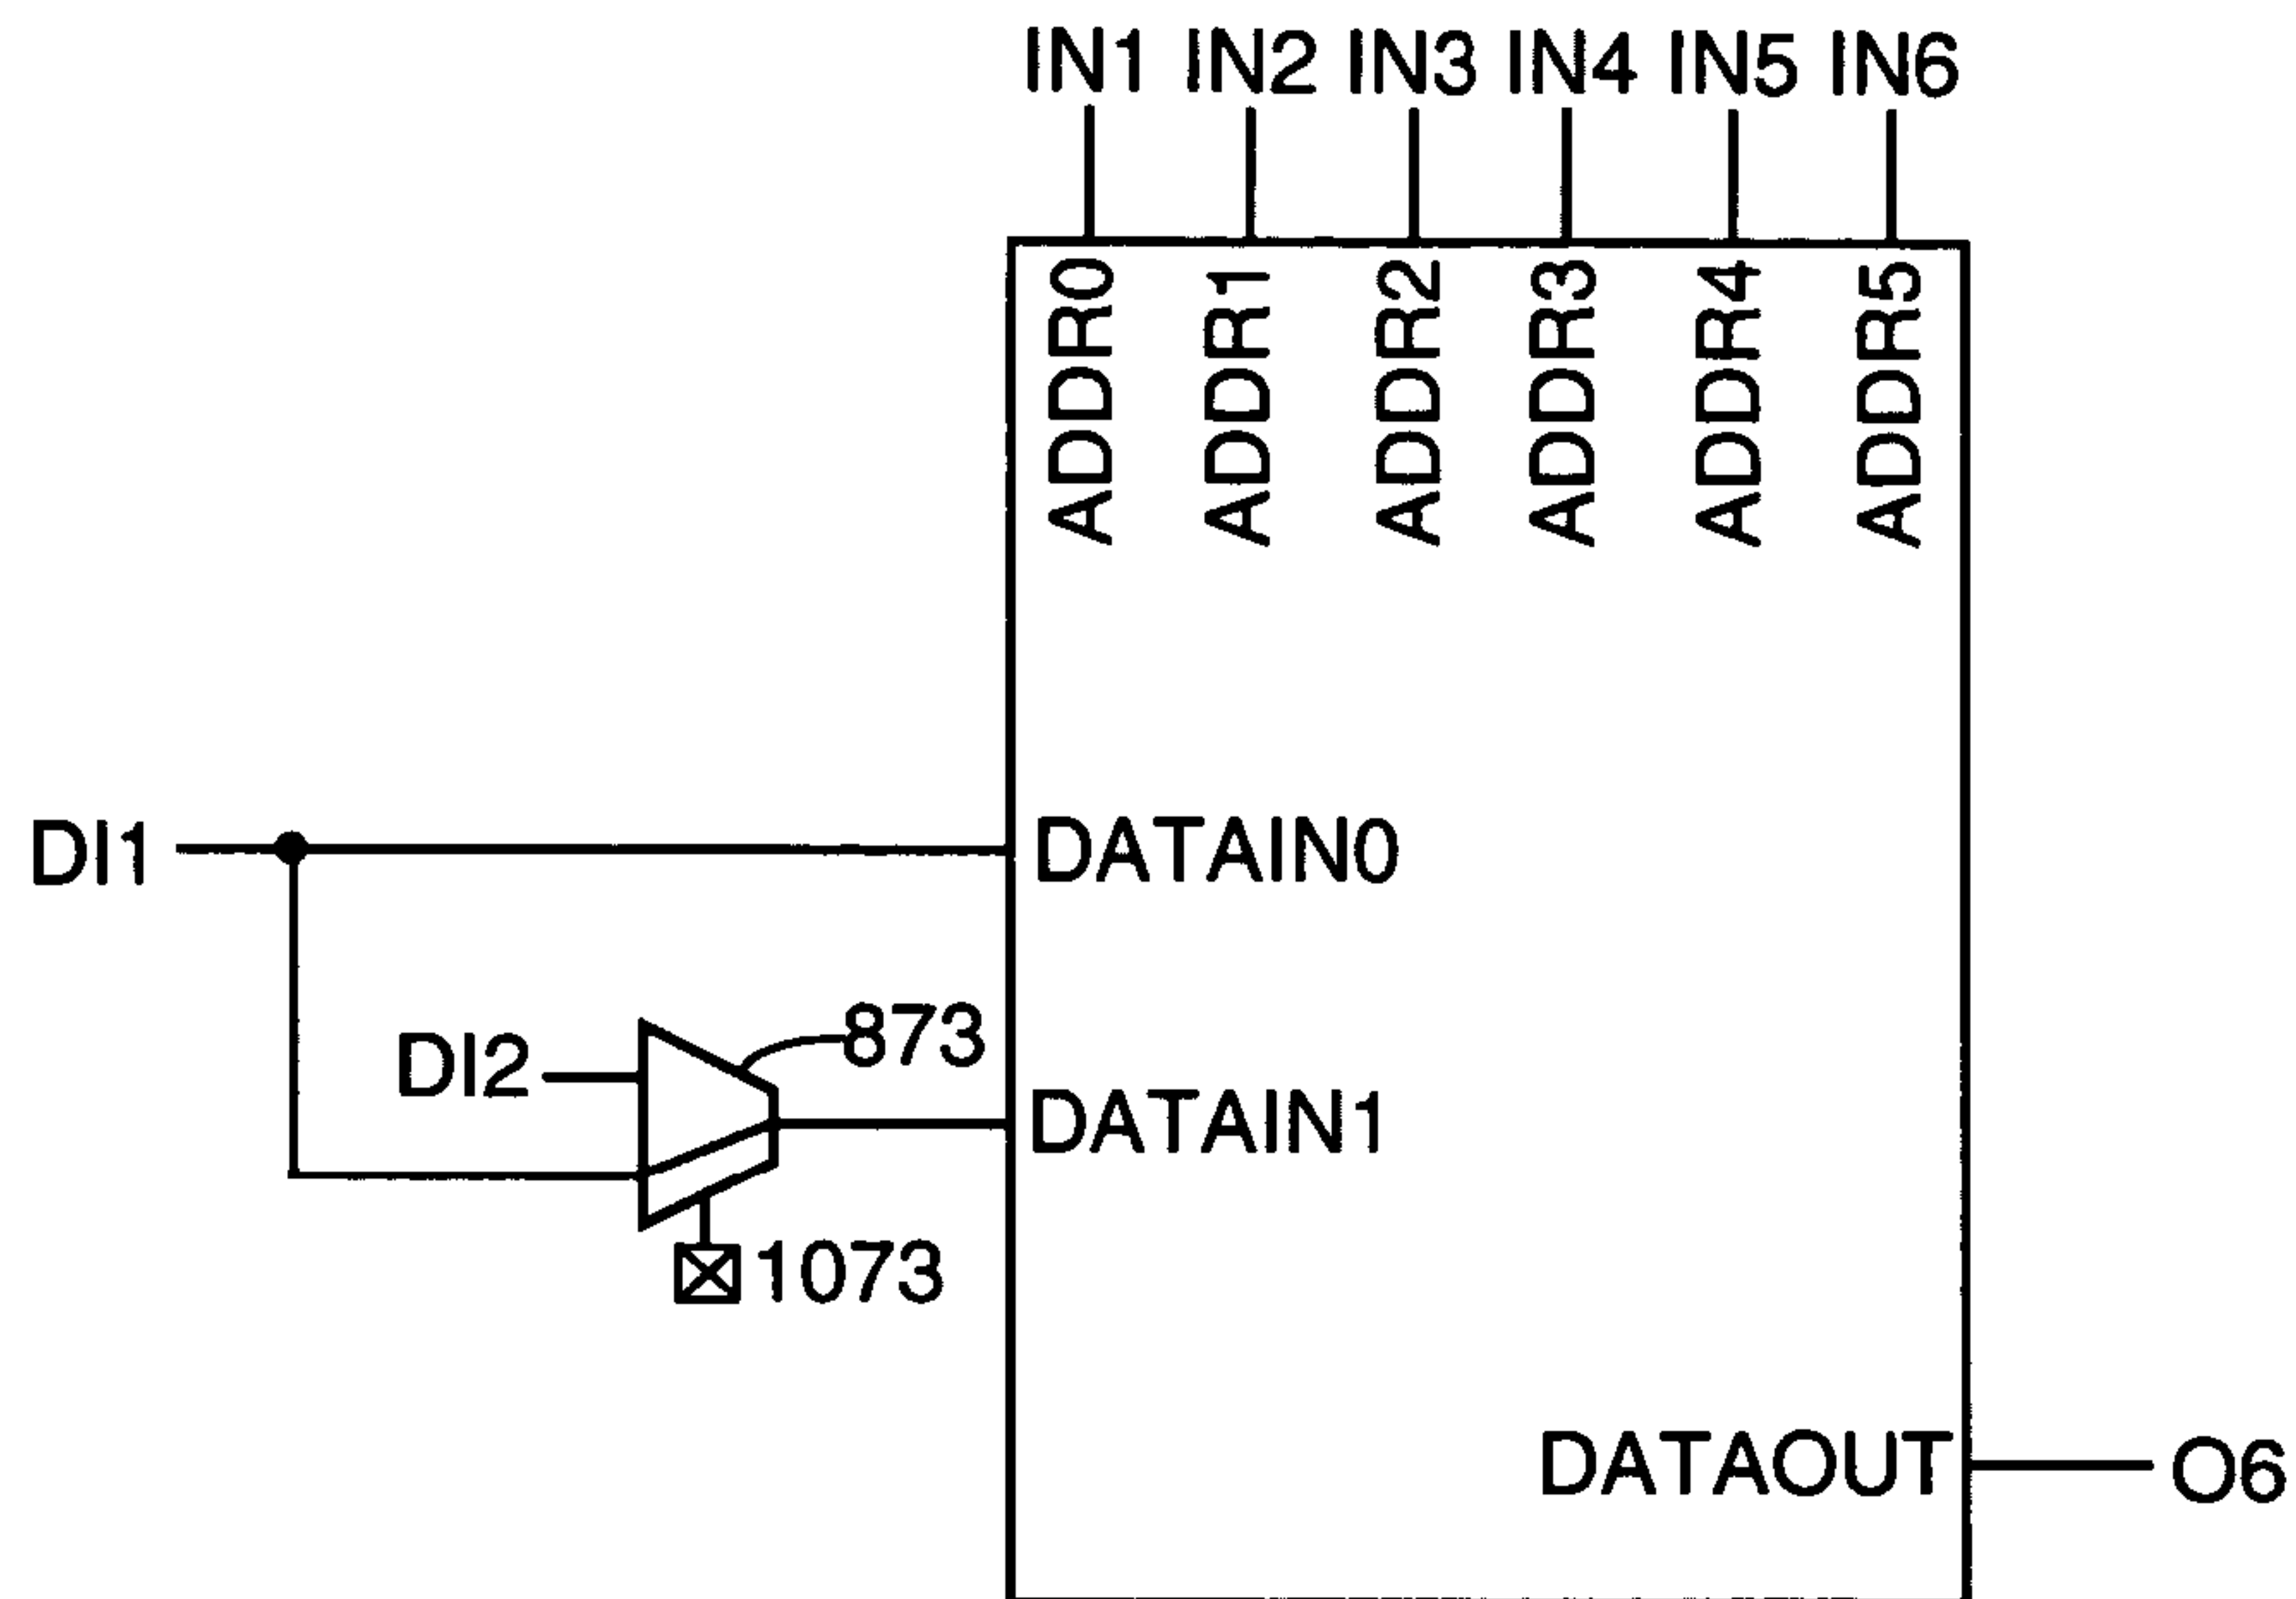 IN1 IN2 IN3 IN4 IN5 IN6
ADDR0 ADDR1 ADDR2 ADDR3 ADDR4 ADDR5
DI1
DATAIN0
873
DI2
DATAIN1
1073
DATAOUT
O6